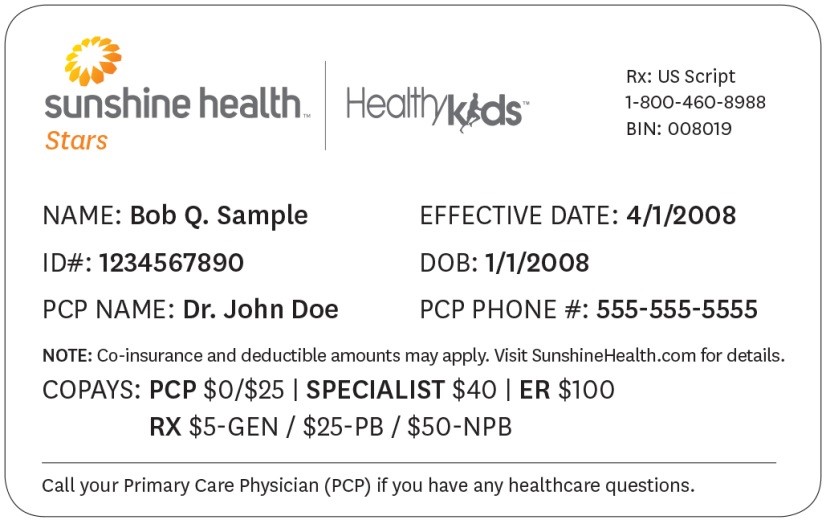 sunshine health™
Stars
Healthy kids™
Rx: US Script
1-800-460-8988
BIN: 008019
NAME: Bob Q. Sample
EFFECTIVE DATE: 4/1/2008
ID#: 1234567890
DOB: 1/1/2008
PCP NAME: Dr. John Doe
PCP PHONE #: 555-555-5555
NOTE: Co-insurance and deductible amounts may apply. Visit SunshineHealth.com for details.
COPAYS: PCP $0/$25 | SPECIALIST $40 | ER $100
RX $5-GEN / $25-PB / $50-NPB
Call your Primary Care Physician (PCP) if you have any healthcare questions.